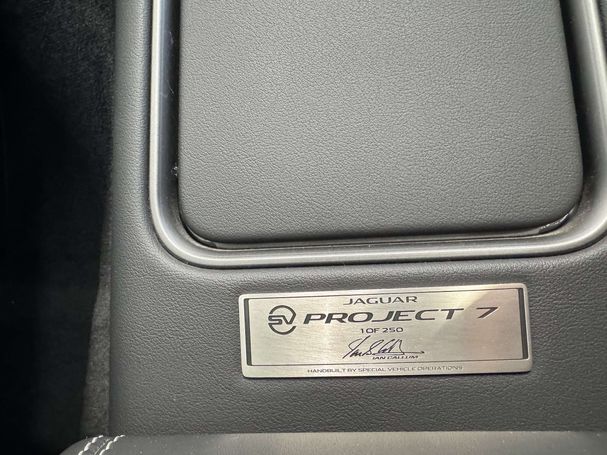 JAGUAR
SV PROJECT 7
1 OF 250
IAN CALLUM
HANDBUILT BY SPECIAL VEHICLE OPERATIONS